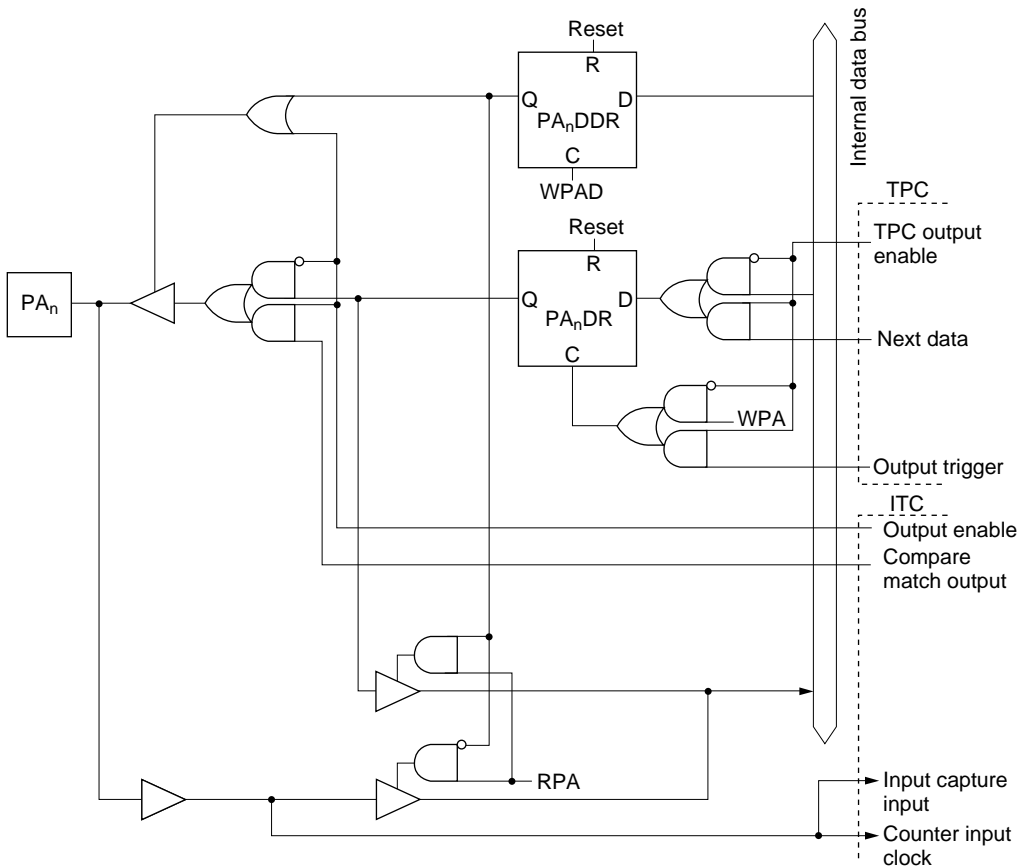 Reset
R
Q
D
PAnDDR
C
WPAD
Internal data bus
TPC
TPC output
enable
Reset
R
Q
D
PAnDR
C
PAn
Next data
WPA
Output trigger
ITC
Output enable
Compare
match output
RPA
Input capture
input
Counter input
clock